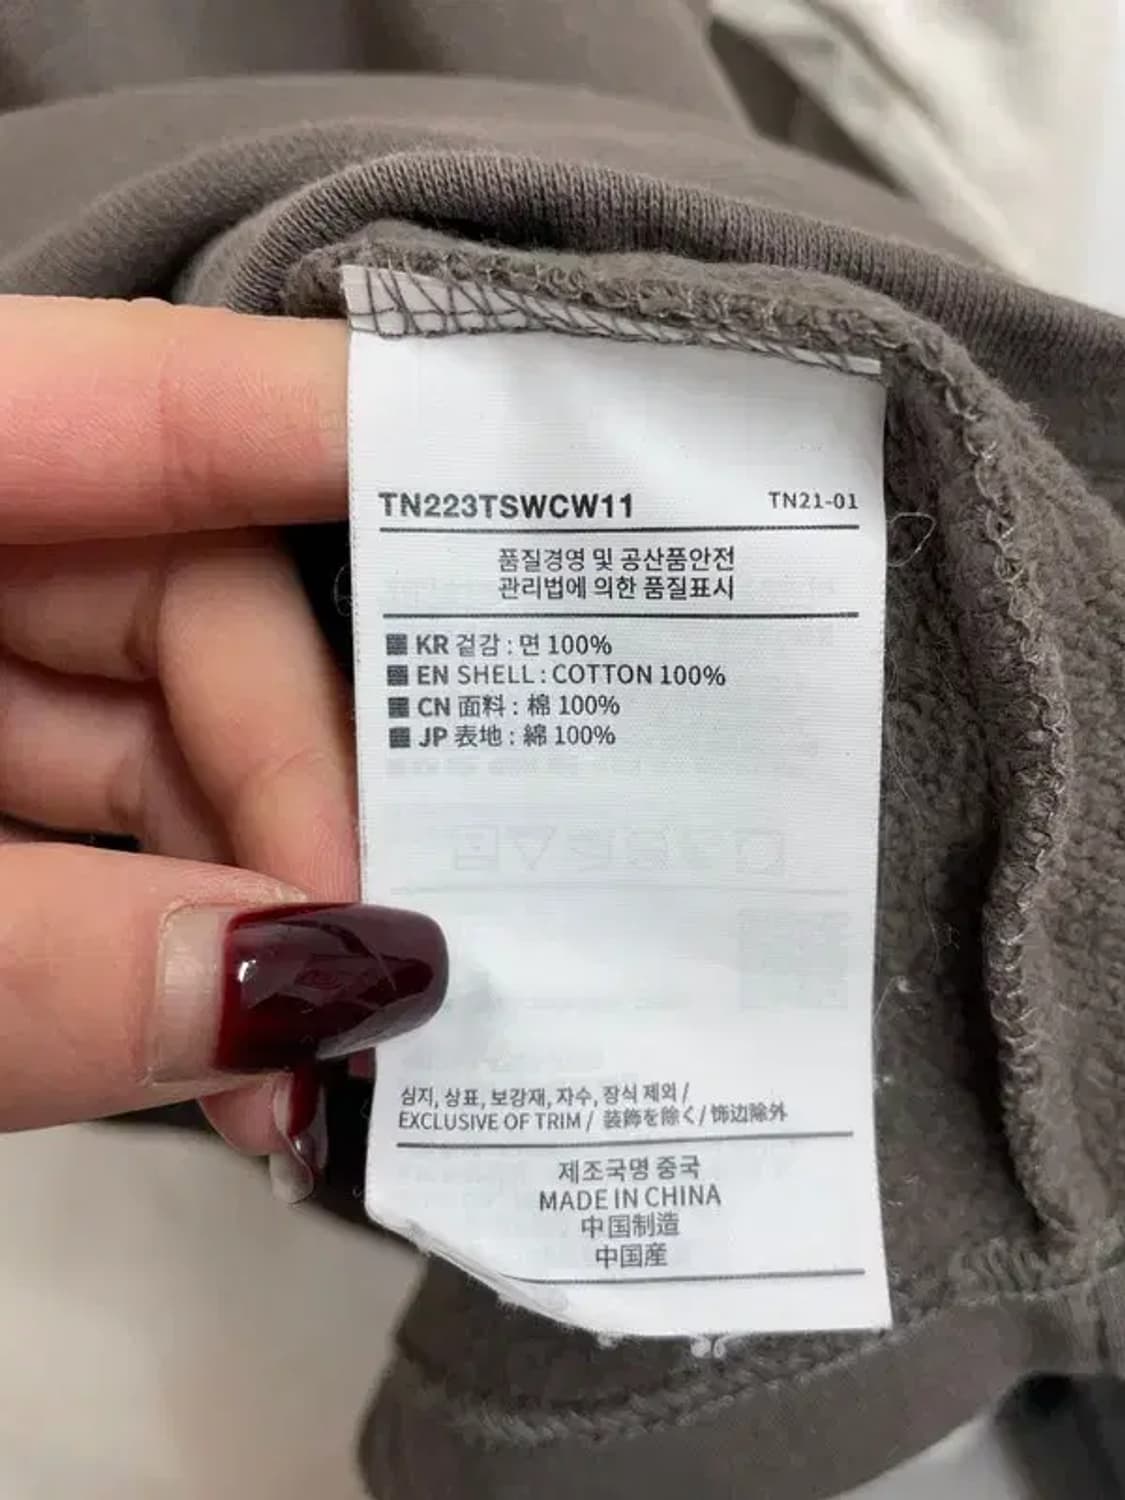 TN223TSWCW11 TN21-01
품질경영 및 공산품안전
관리법에 의한 품질표시
KR 겉감 : 면 100%
EN SHELL : COTTON 100%
CN 面料 : 棉 100%
JP 表地 : 綿 100%
심지, 상표, 보강재, 자수, 장식 제외 /
EXCLUSIVE OF TRIM / 装飾を除く / 饰边除外
제조국명 중국
MADE IN CHINA
中国制造
中国産